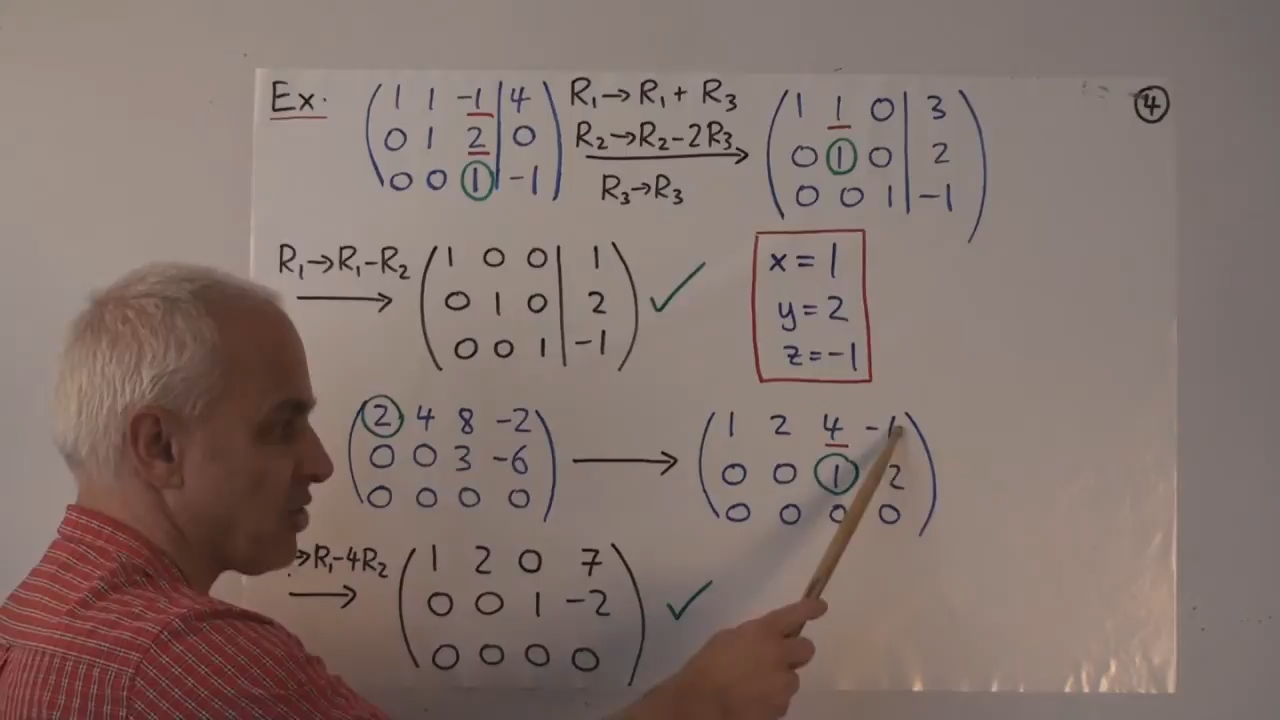 Ex.
1 1 -1 | 4
0 1 2 | 0
0 0 1 | -1
R₁→R₁+R₃
R₂→R₂-2R₃
R₃→R₃
1 1 0 | 3
0 1 0 | 2
0 0 1 | -1
4
R₁→R₁-R₂
1 0 0 | 1
0 1 0 | 2
0 0 1 | -1
x=1
y=2
z=-1
2 4 8 -2
0 0 3 -6
0 0 0 0
1 2 4 -1
0 0 1 2
0 0 0 0
→R₁-4R₂
1 2 0 7
0 0 1 -2
0 0 0 0